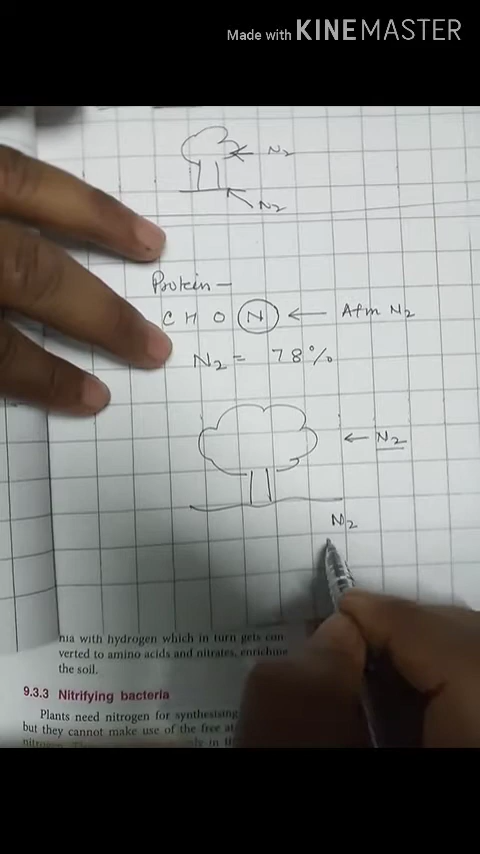 Made with KINEMASTER
N2
N2
Protein -
C H O N ← Atm N2
N2 = 78%
← N2
N2
nia with hydrogen which in turn gets con-
verted to amino acids and nitrates, enriching
the soil.
9.3.3 Nitrifying bacteria
Plants need nitrogen for synthesising
but they cannot make use of the free at
nitrogen.